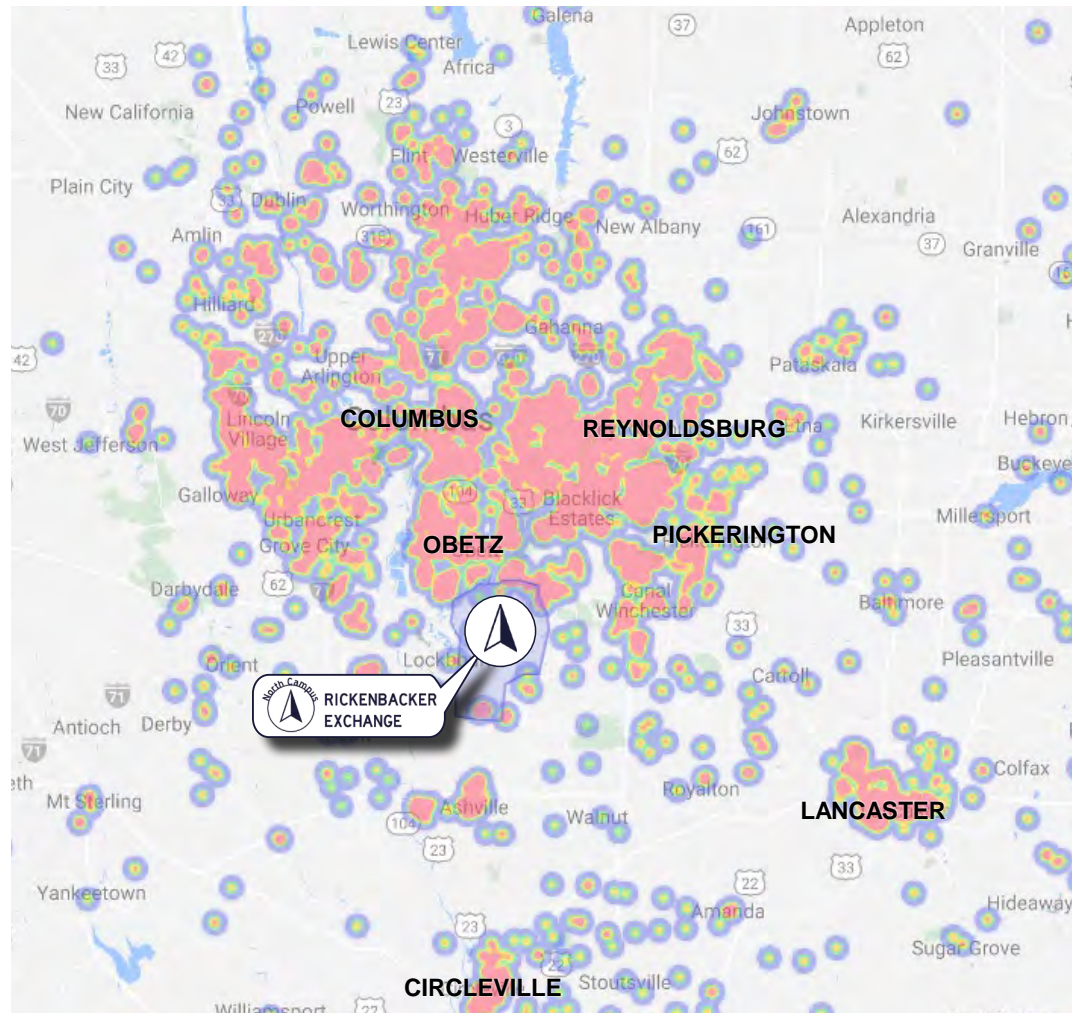 Galena
37
Appleton
Lewis Center
42
33
62
Africa
23
New California
Powell
Johnstown
3
Flint
Westerville
62
Plain City
33
Dublin
Worthington
Huber Ridge
New Albany
Alexandria
Amlin
315
161
37
Granville
Hilliard
270
Gahanna
42
Upper
Arlington
71
270
Pataskala
70
70
Lincoln
Village
COLUMBUS
REYNOLDSBURG
Kirkersville
Hebron
West Jefferson
Buckeye
Galloway
104
33
Blacklick
Estates
Millersport
Urbancrest
Grove City
OBETZ
PICKERINGTON
Darbydale
62
71
Canal
Winchester
Baltimore
33
Orient
Pleasantville
Carroll
71
North Campus
RICKENBACKER
EXCHANGE
Antioch
Derby
71
Colfax
Mt Sterling
Ashville
Royalton
104
Walnut
LANCASTER
23
33
Yankeetown
22
Amanda
Hideaway
23
Sugar Grove
22
CIRCLEVILLE
Stoutsville
Williamsport
22